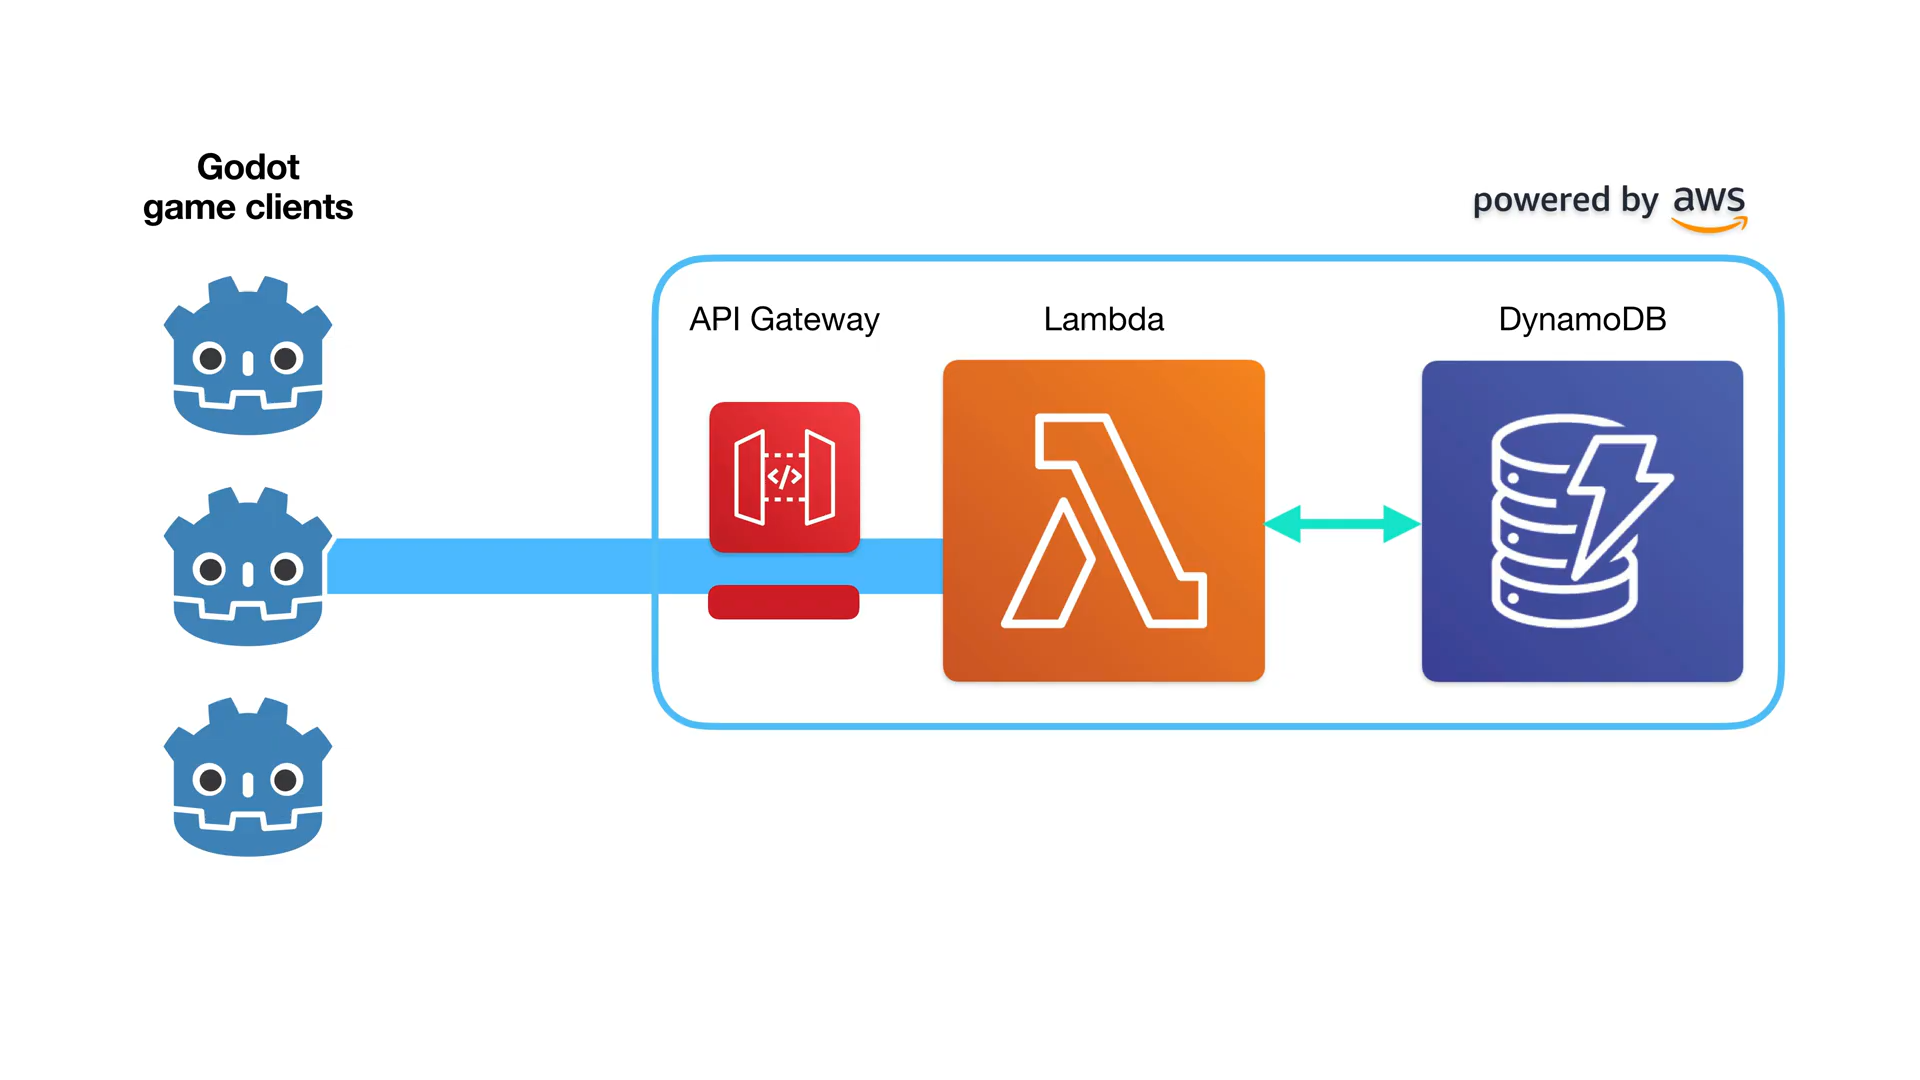 Godot
game clients
powered by aws
API Gateway
Lambda
DynamoDB
</>